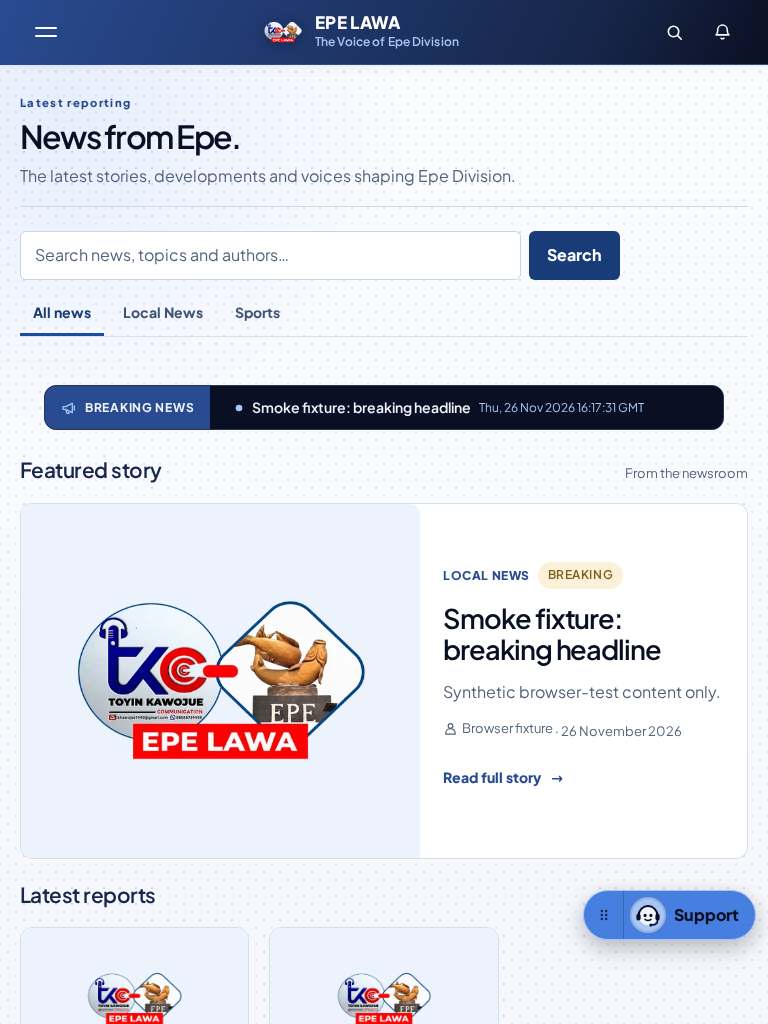 EPE LAWA
The Voice of Epe Division
Latest reporting
News from Epe.
The latest stories, developments and voices shaping Epe Division.
Search news, topics and authors…
Search
All news
Local News
Sports
BREAKING NEWS
Smoke fixture: breaking headline Thu, 26 Nov 2026 16:17:31 GMT
Featured story
From the newsroom
tKC
TOYIN KAWOJUE
COMMUNICATION
EPE
EPE LAWA
LOCAL NEWS
BREAKING
Smoke fixture:
breaking headline
Synthetic browser-test content only.
Browser fixture . 26 November 2026
Read full story →
Latest reports
Support
EPE
EPE LAWA
EPE
EPE LAWA